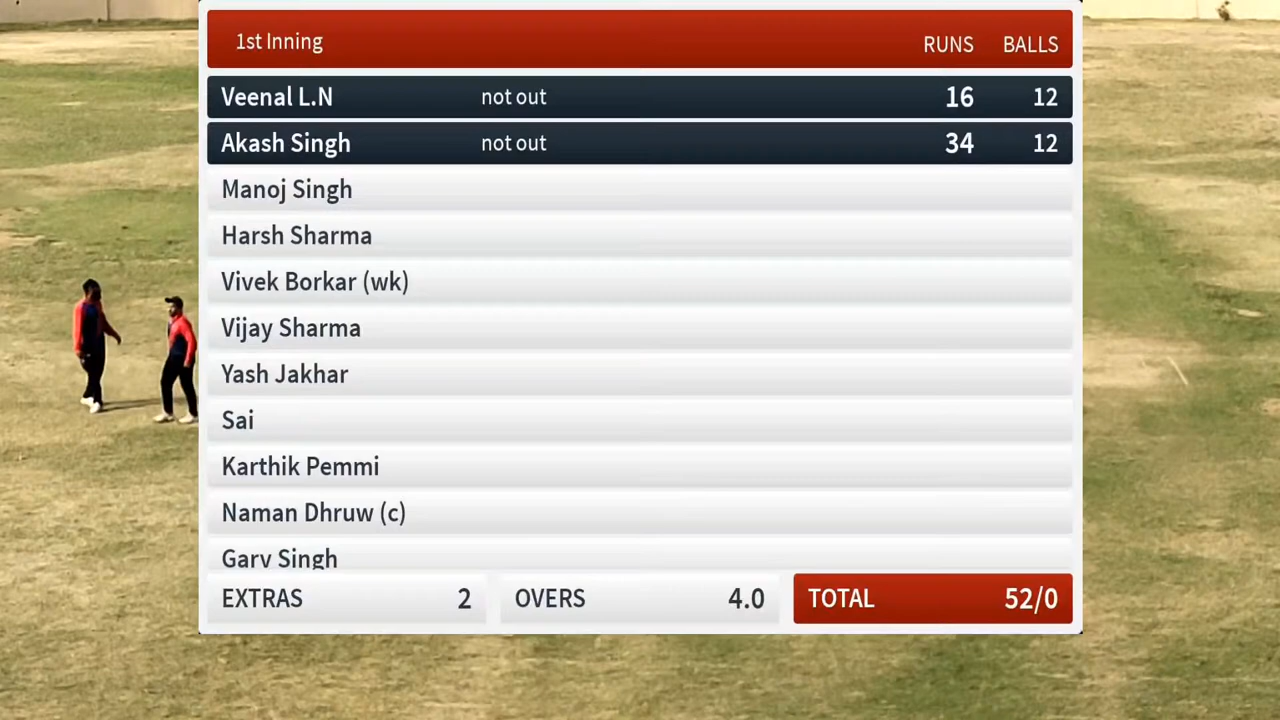 1st Inning RUNS BALLS
Veenal L.N not out 16 12
Akash Singh not out 34 12
Manoj Singh
Harsh Sharma
Vivek Borkar (wk)
Vijay Sharma
Yash Jakhar
Sai
Karthik Pemmi
Naman Dhruw (c)
Garv Singh
EXTRAS 2 OVERS 4.0 TOTAL 52/0